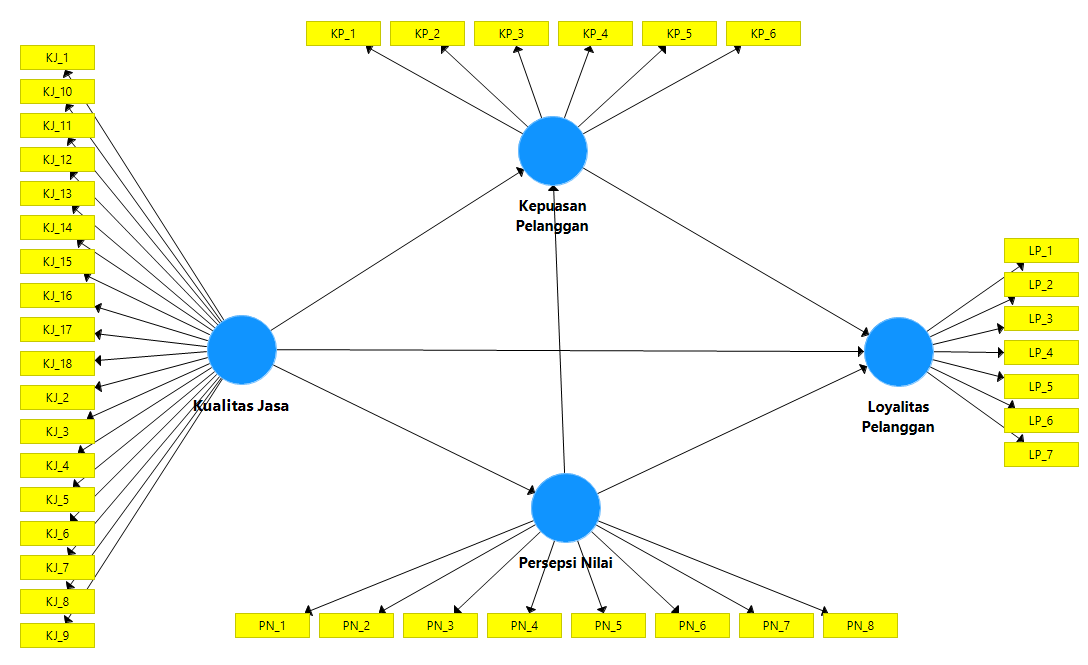 KP_1
KP_2
KP_3
KP_4
KP_5
KP_6
KJ_1
KJ_10
KJ_11
KJ_12
KJ_13
KJ_14
KJ_15
KJ_16
KJ_17
KJ_18
KJ_2
KJ_3
KJ_4
KJ_5
KJ_6
KJ_7
KJ_8
KJ_9
Kepuasan
Pelanggan
Kualitas Jasa
Loyalitas
Pelanggan
LP_1
LP_2
LP_3
LP_4
LP_5
LP_6
LP_7
Persepsi Nilai
PN_1
PN_2
PN_3
PN_4
PN_5
PN_6
PN_7
PN_8